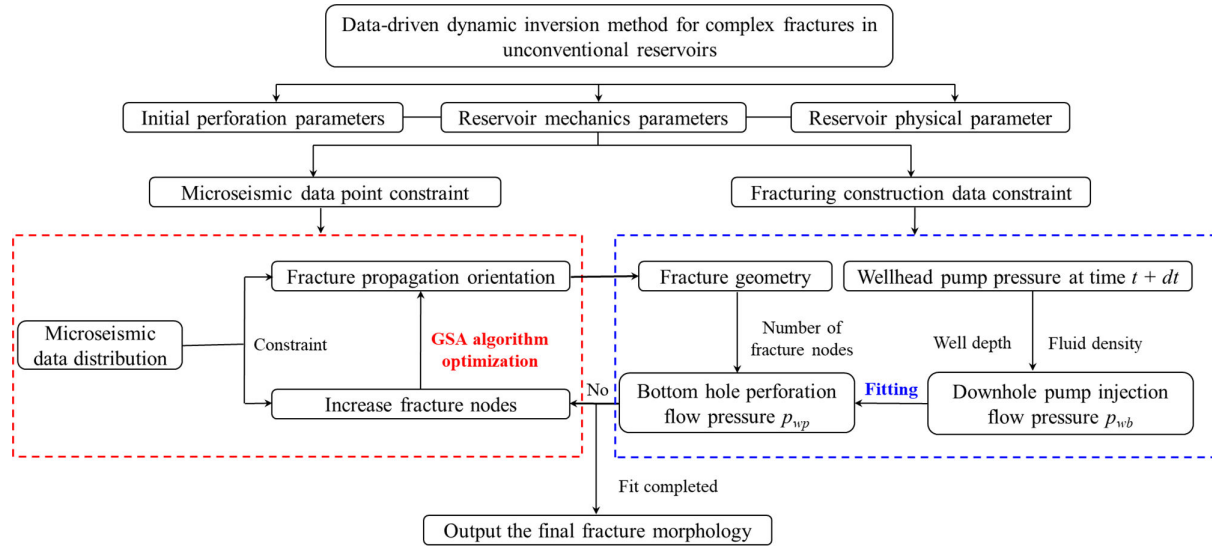 Data-driven dynamic inversion method for complex fractures in
unconventional reservoirs
Initial perforation parameters
Reservoir mechanics parameters
Reservoir physical parameter
Microseismic data point constraint
Fracturing construction data constraint
Fracture propagation orientation
Fracture geometry
Wellhead pump pressure at time t + dt
Microseismic
data distribution
Constraint
GSA algorithm
optimization
Number of
fracture nodes
Well depth
Fluid density
Increase fracture nodes
No
Bottom hole perforation
flow pressure pwp
Fitting
Downhole pump injection
flow pressure pwb
Fit completed
Output the final fracture morphology